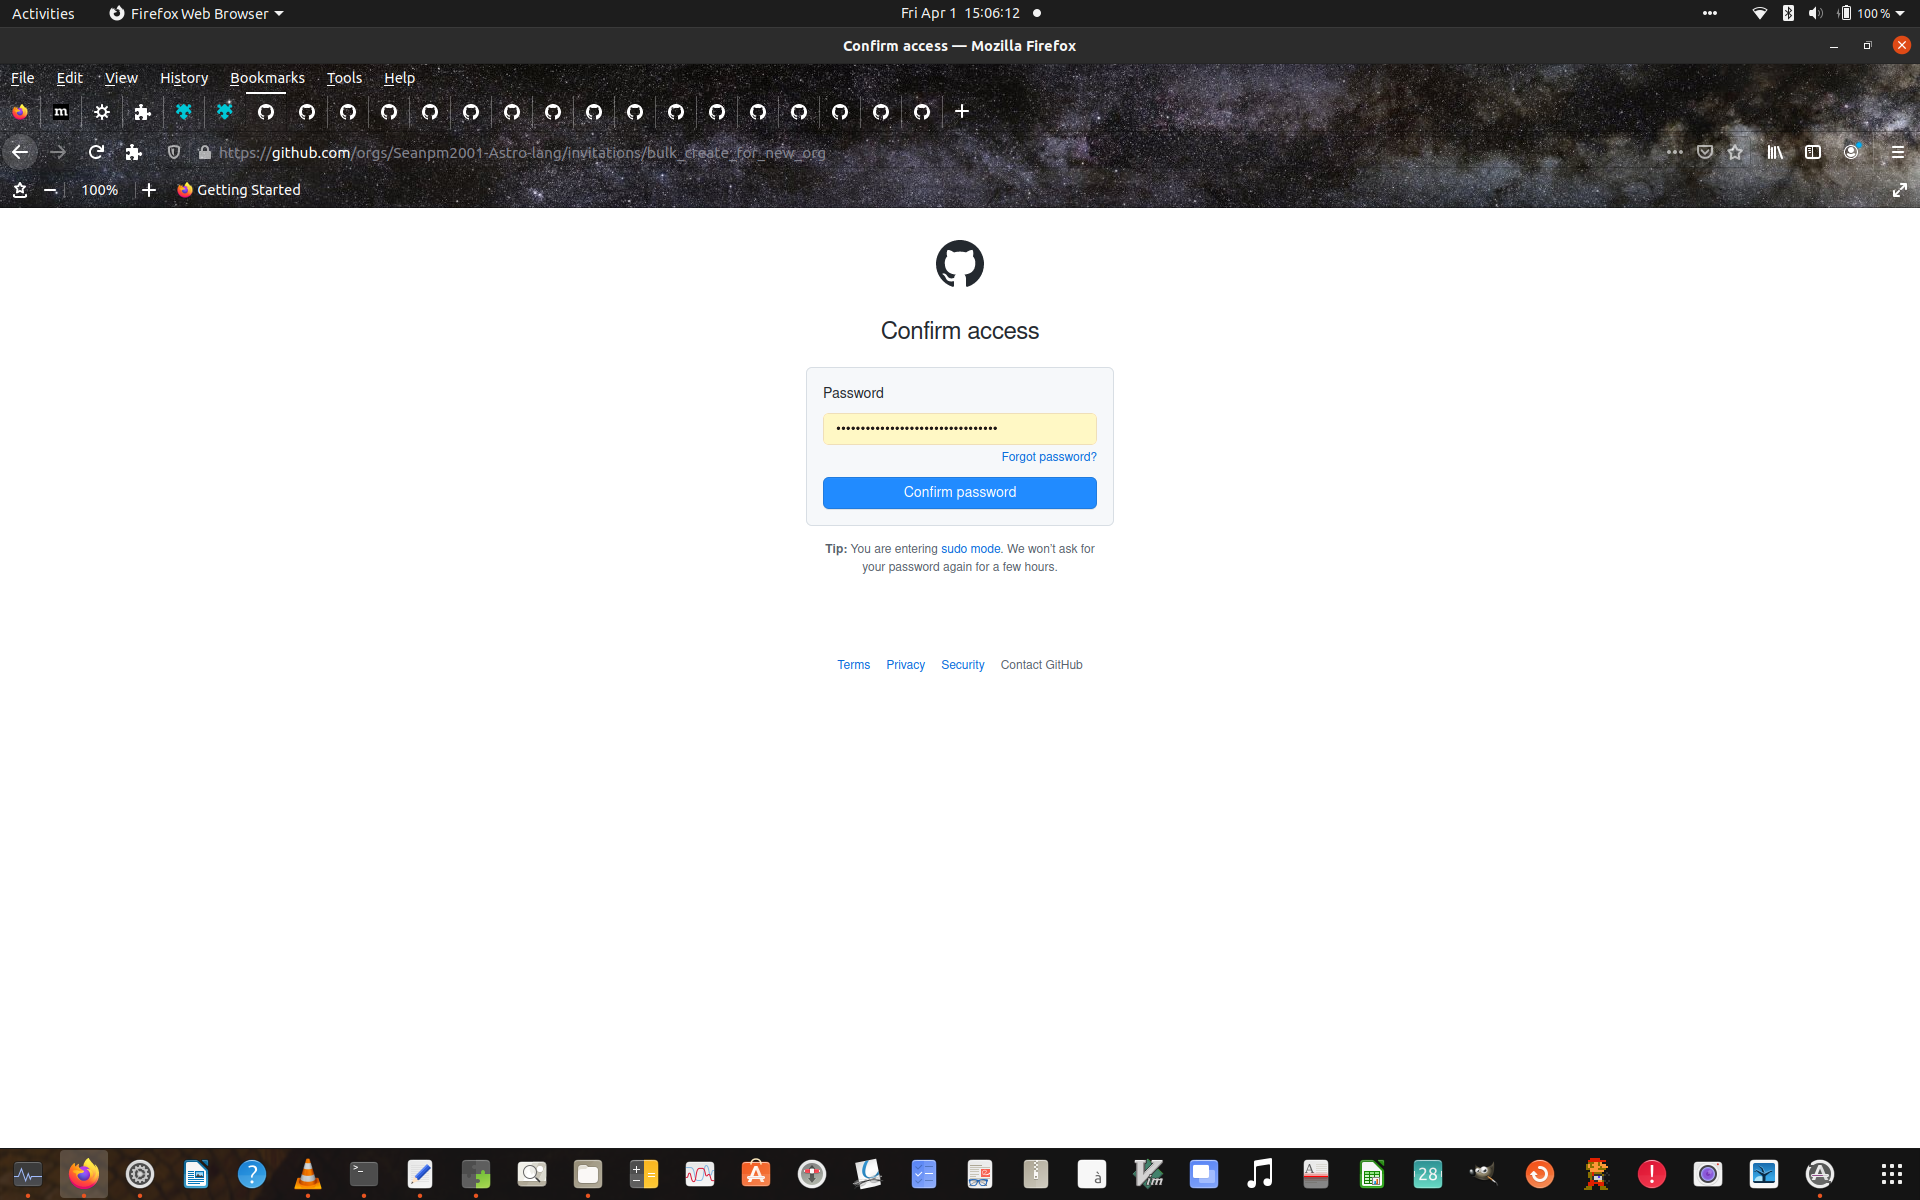 Activities
Firefox Web Browser
Fri Apr 1 15:06:12
100 %
Confirm access — Mozilla Firefox
File Edit View History Bookmarks Tools Help
m
https://github.com/orgs/Seanpm2001-Astro-lang/invitations/bulk_create_for_new_org
100%
Getting Started
Confirm access
Password
Forgot password?
Confirm password
Tip: You are entering sudo mode. We won't ask for
your password again for a few hours.
Terms Privacy Security Contact GitHub
28